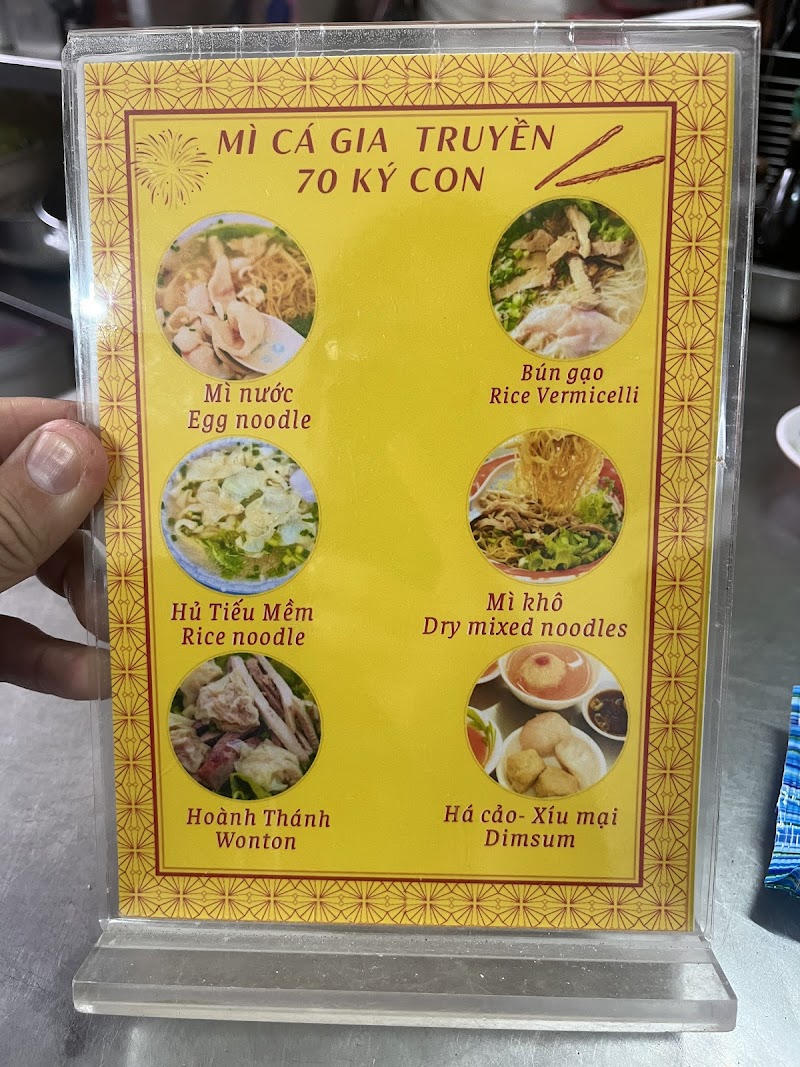 MÌ CÁ GIA TRUYỀN
70 KÝ CON
Mì nước
Egg noodle
Bún gạo
Rice Vermicelli
Hủ Tiếu Mềm
Rice noodle
Mì khô
Dry mixed noodles
Hoành Thánh
Wonton
Há cảo- Xíu mại
Dimsum